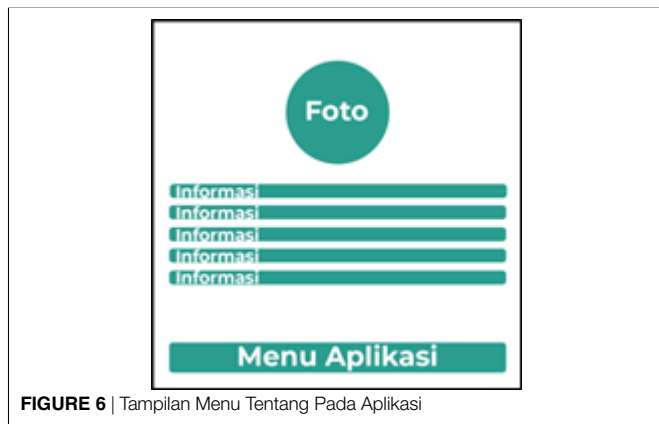 Foto
Informasi
Informasi
Informasi
Informasi
Informasi
Menu Aplikasi
FIGURE 6 | Tampilan Menu Tentang Pada Aplikasi